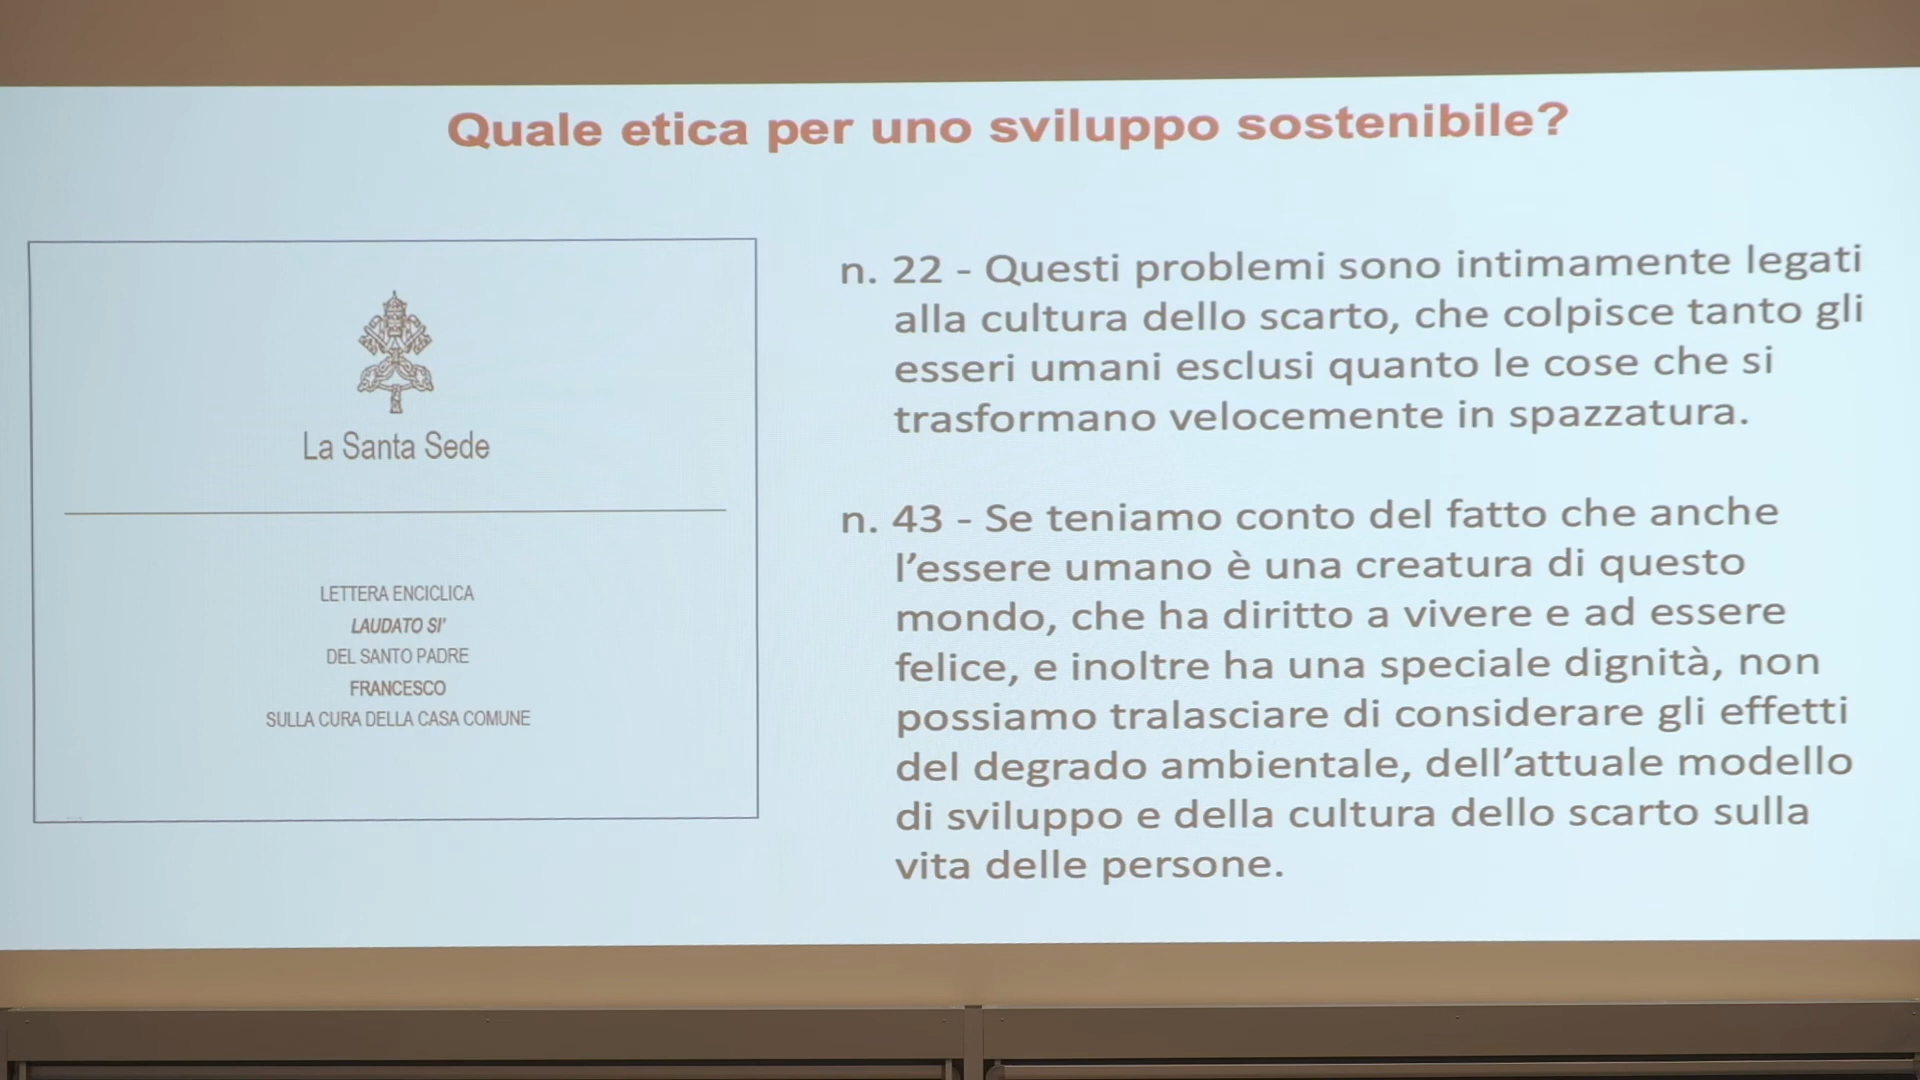 Quale etica per uno sviluppo sostenibile?
La Santa Sede
LETTERA ENCICLICA
LAUDATO SI'
DEL SANTO PADRE
FRANCESCO
SULLA CURA DELLA CASA COMUNE
n. 22 - Questi problemi sono intimamente legati
alla cultura dello scarto, che colpisce tanto gli
esseri umani esclusi quanto le cose che si
trasformano velocemente in spazzatura.
n. 43 - Se teniamo conto del fatto che anche
l'essere umano è una creatura di questo
mondo, che ha diritto a vivere e ad essere
felice, e inoltre ha una speciale dignità, non
possiamo tralasciare di considerare gli effetti
del degrado ambientale, dell'attuale modello
di sviluppo e della cultura dello scarto sulla
vita delle persone.